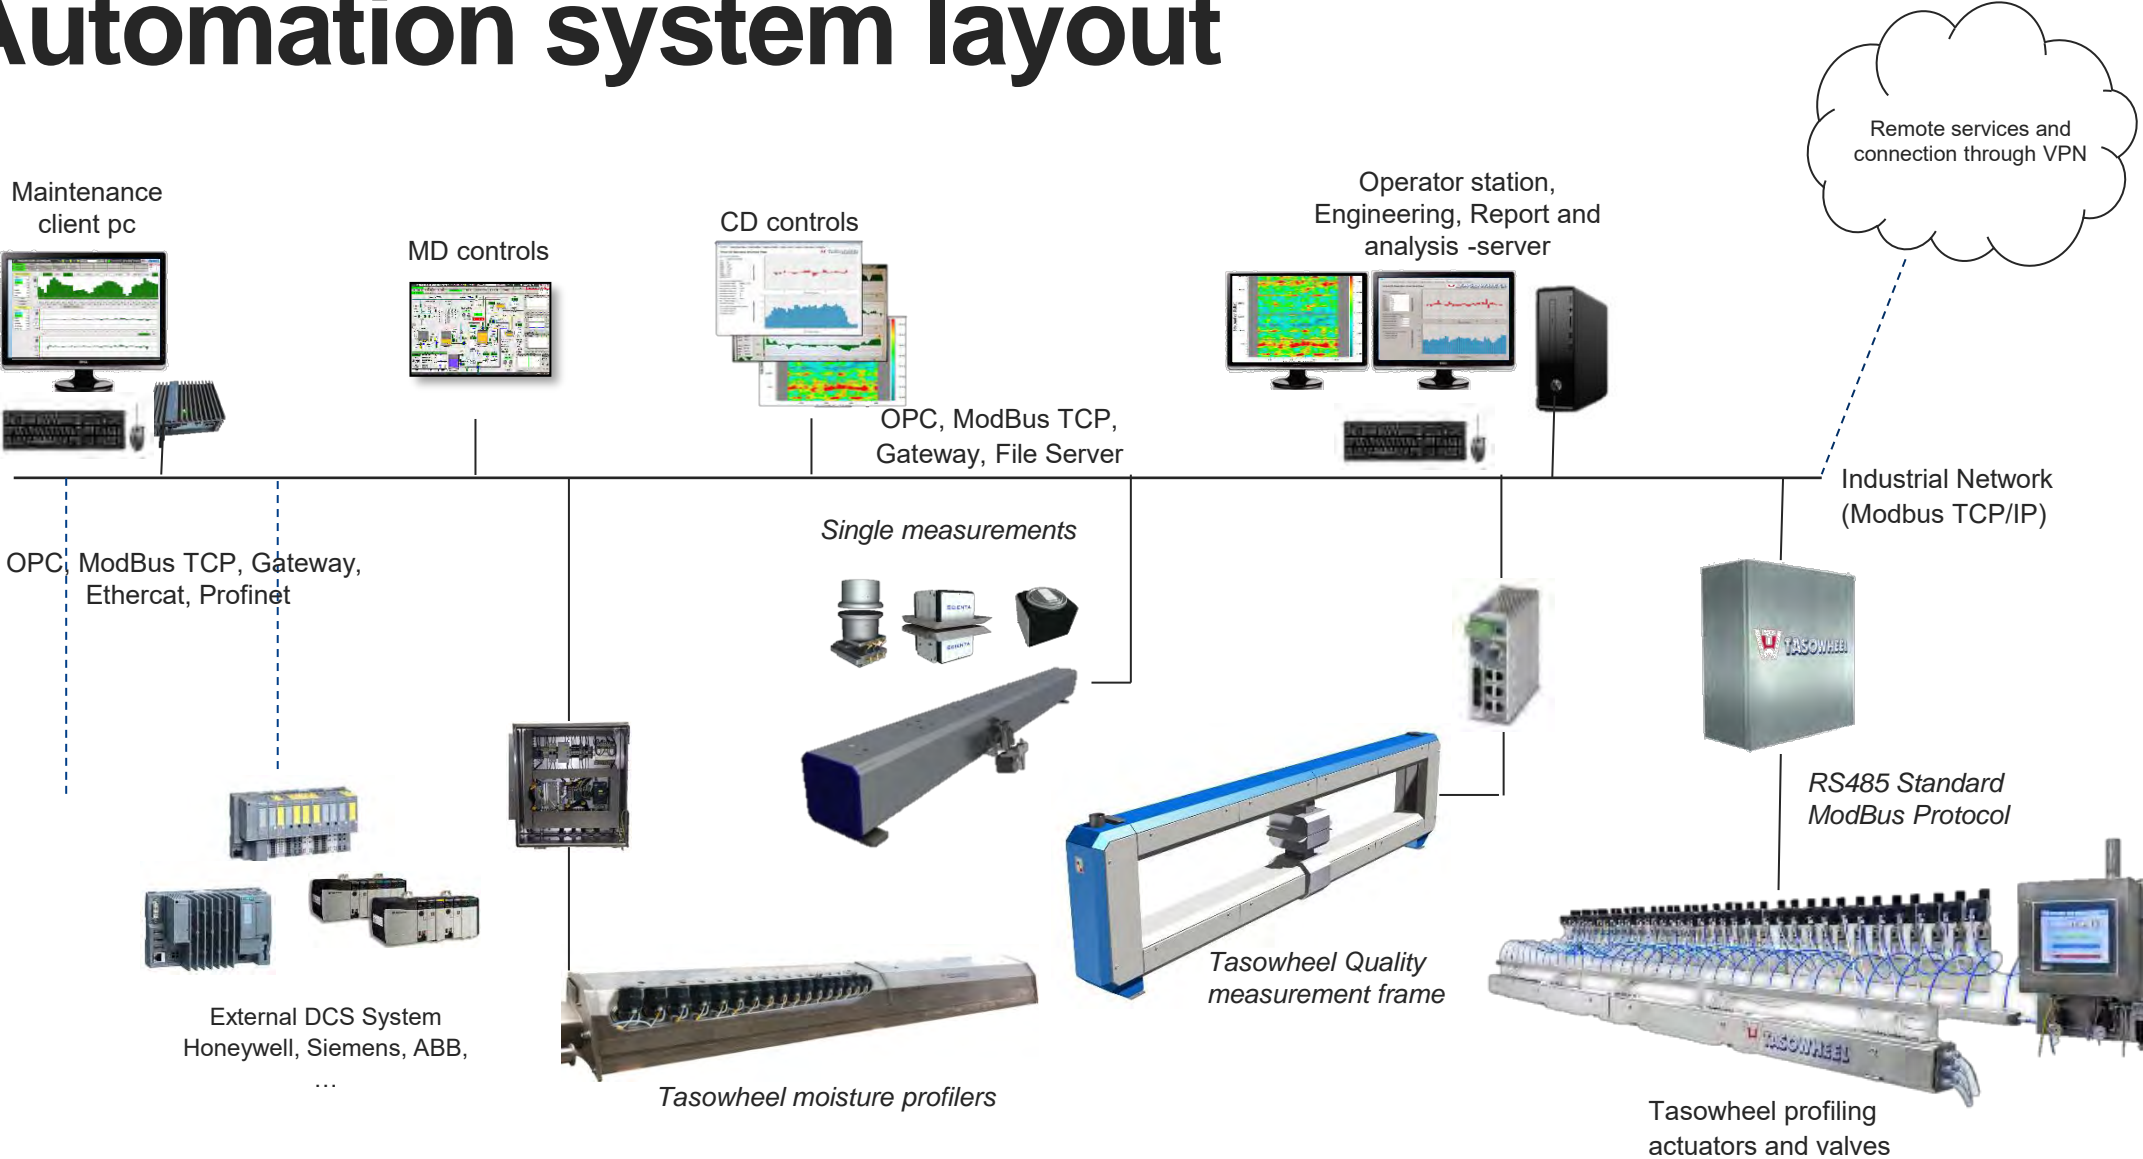 Automation system layout
Remote services and
connection through VPN
Maintenance
client pc
MD controls
CD controls
Operator station,
Engineering, Report and
analysis -server
OPC, ModBus TCP,
Gateway, File Server
Industrial Network
(Modbus TCP/IP)
Single measurements
OPC, ModBus TCP, Gateway,
Ethercat, Profinet
TASOWHEEL
RS485 Standard
ModBus Protocol
Tasowheel Quality
measurement frame
External DCS System
Honeywell, Siemens, ABB,
…
TASOWHEEL
Tasowheel moisture profilers
Tasowheel profiling
actuators and valves